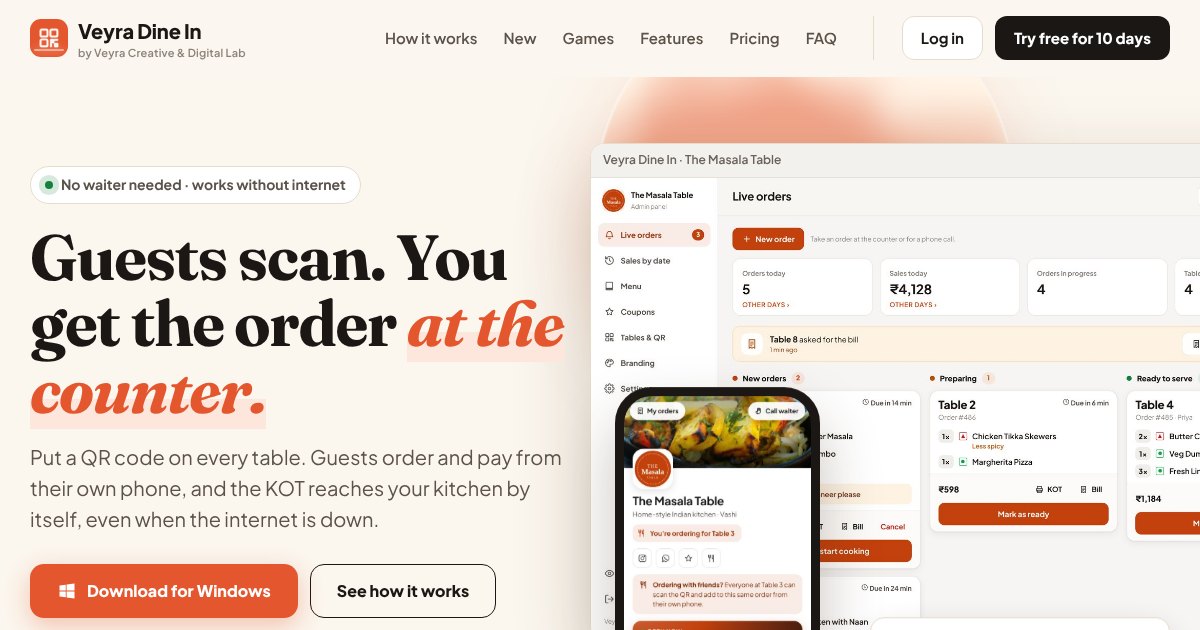 Veyra Dine In
by Veyra Creative & Digital Lab
How it works
New
Games
Features
Pricing
FAQ
Log in
Try free for 10 days
No waiter needed · works without internet
Guests scan. You
get the order at the
counter.
Put a QR code on every table. Guests order and pay from
their own phone, and the KOT reaches your kitchen by
itself, even when the internet is down.
Download for Windows
See how it works
Veyra Dine In · The Masala Table
The Masala Table
Admin panel
Live orders
3
Sales by date
Menu
Coupons
Tables & QR
Branding
Live orders
New order
Take an order at the counter or for a phone call.
Orders today
5
OTHER DAYS ›
Sales today
₹4,128
OTHER DAYS ›
Orders in progress
4
4
Table 8 asked for the bill
1 min ago
New orders 2
Preparing 1
Ready to serve
Due in 14 min
Bill
Cancel
start cooking
Due in 24 min
Table 2
Due in 6 min
Order #486
1x Chicken Tikka Skewers
Less spicy
1x Margherita Pizza
₹598
KOT
Bill
Mark as ready
Table 4
Order #485 · Priya
2x Butter C
1x Veg Dum
3x Fresh Lin
₹1,184
My orders
Call waiter
THE
Masala
TABLE
The Masala Table
Home-style Indian kitchen · Vashi
You're ordering for Table 3
Ordering with friends? Everyone at Table 3 can
scan the QR and add to this same order from
their own phone.